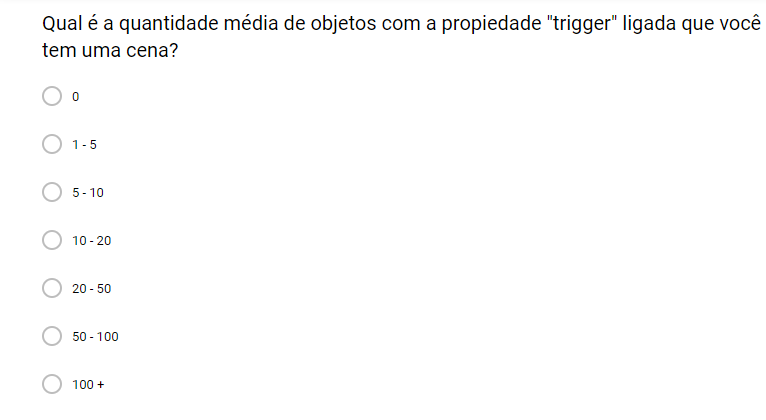 Qual é a quantidade média de objetos com a propiedade "trigger" ligada que você
tem uma cena?
0
1 - 5
5 - 10
10 - 20
20 - 50
50 - 100
100 +